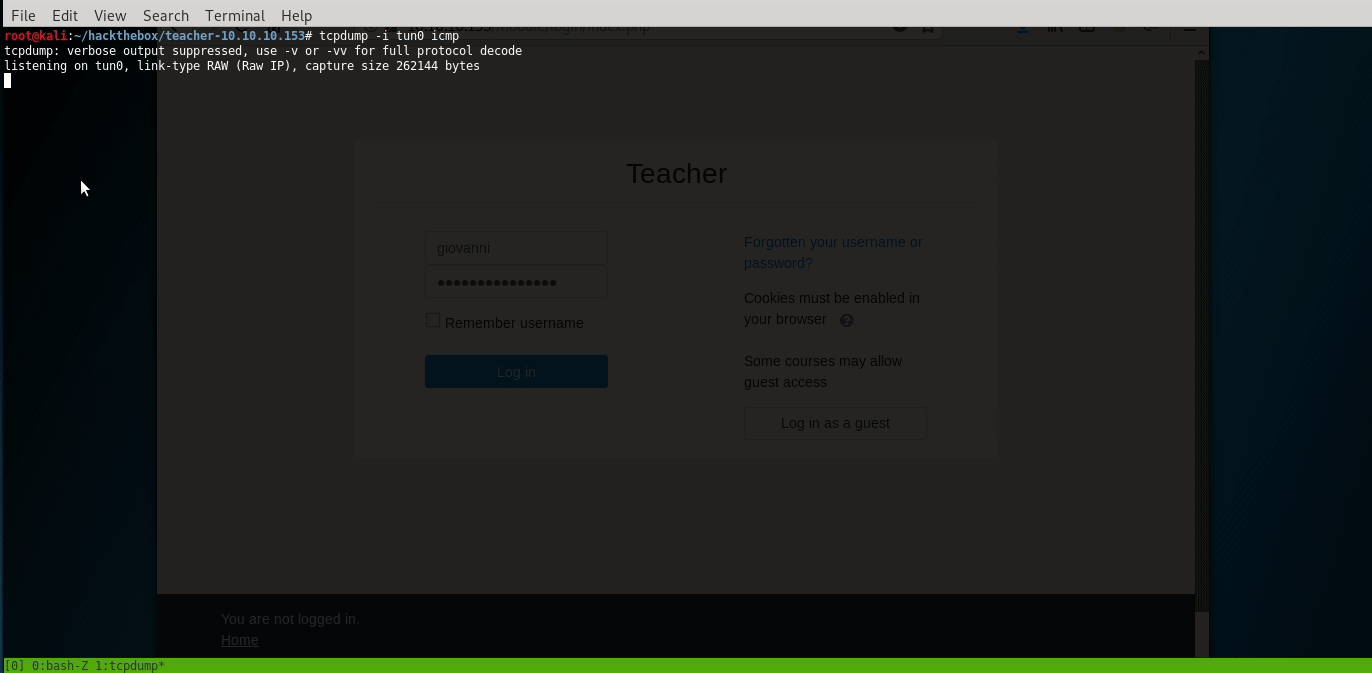 File Edit View Search Terminal Help
root@kali:~/hackthebox/teacher-10.10.10.153# tcpdump -i tun0 icmp
tcpdump: verbose output suppressed, use -v or -vv for full protocol decode
listening on tun0, link-type RAW (Raw IP), capture size 262144 bytes
Teacher
giovanni
Remember username
Log in
Forgotten your username or
password?
Cookies must be enabled in
your browser
Some courses may allow
guest access
Log in as a guest
You are not logged in.
Home
[0] 0:bash-Z 1:tcpdump*